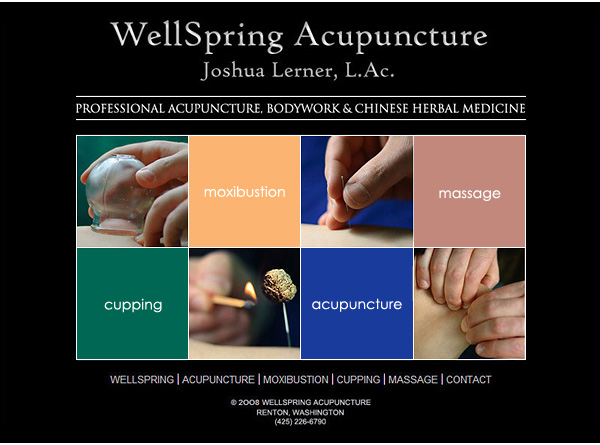 WellSpring Acupuncture
Joshua Lerner, L.Ac.
PROFESSIONAL ACUPUNCTURE, BODYWORK & CHINESE HERBAL MEDICINE
moxibustion
massage
cupping
acupuncture
WELLSPRING | ACUPUNCTURE | MOXIBUSTION | CUPPING | MASSAGE | CONTACT
© 2008 WELLSPRING ACUPUNCTURE
RENTON, WASHINGTON
(425) 226-6790